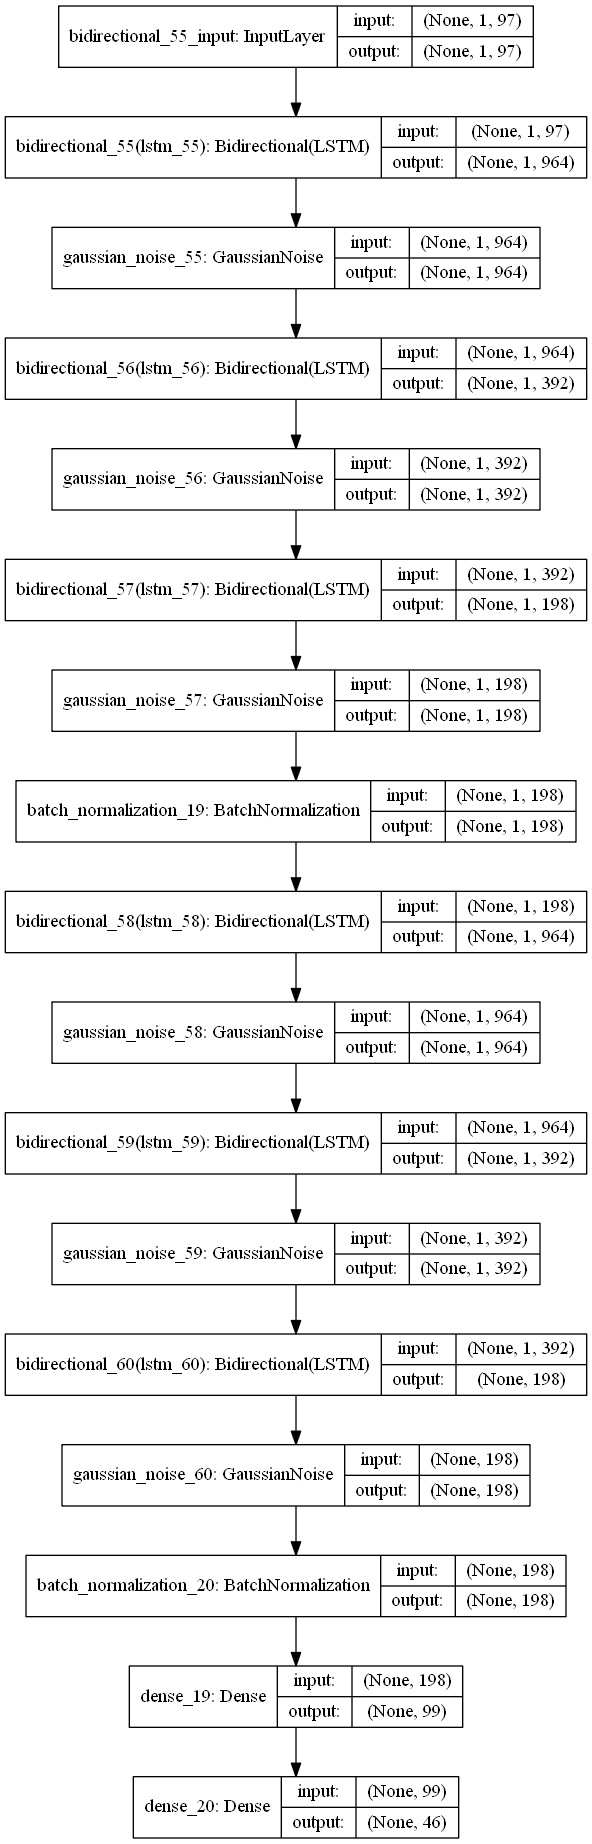 bidirectional_55_input: InputLayer input: (None, 1, 97)
output: (None, 1, 97)
bidirectional_55(lstm_55): Bidirectional(LSTM) input: (None, 1, 97)
output: (None, 1, 964)
gaussian_noise_55: GaussianNoise input: (None, 1, 964)
output: (None, 1, 964)
bidirectional_56(lstm_56): Bidirectional(LSTM) input: (None, 1, 964)
output: (None, 1, 392)
gaussian_noise_56: GaussianNoise input: (None, 1, 392)
output: (None, 1, 392)
bidirectional_57(lstm_57): Bidirectional(LSTM) input: (None, 1, 392)
output: (None, 1, 198)
gaussian_noise_57: GaussianNoise input: (None, 1, 198)
output: (None, 1, 198)
batch_normalization_19: BatchNormalization input: (None, 1, 198)
output: (None, 1, 198)
bidirectional_58(lstm_58): Bidirectional(LSTM) input: (None, 1, 198)
output: (None, 1, 964)
gaussian_noise_58: GaussianNoise input: (None, 1, 964)
output: (None, 1, 964)
bidirectional_59(lstm_59): Bidirectional(LSTM) input: (None, 1, 964)
output: (None, 1, 392)
gaussian_noise_59: GaussianNoise input: (None, 1, 392)
output: (None, 1, 392)
bidirectional_60(lstm_60): Bidirectional(LSTM) input: (None, 1, 392)
output: (None, 198)
gaussian_noise_60: GaussianNoise input: (None, 198)
output: (None, 198)
batch_normalization_20: BatchNormalization input: (None, 198)
output: (None, 198)
dense_19: Dense input: (None, 198)
output: (None, 99)
dense_20: Dense input: (None, 99)
output: (None, 46)